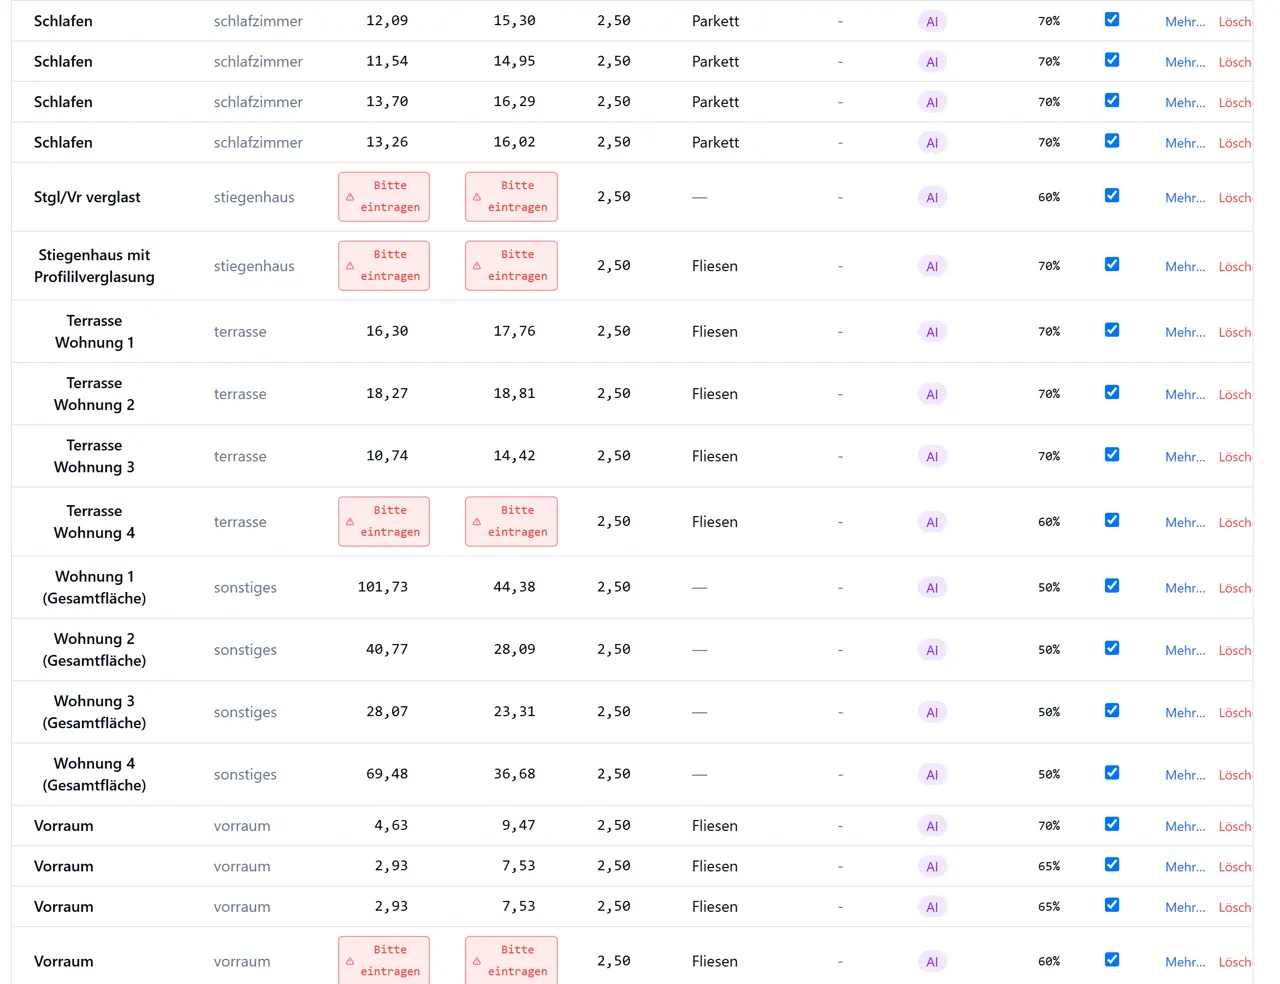 Schlafen schlafzimmer 12,09 15,30 2,50 Parkett - AI 70% Mehr... Lösch
Schlafen schlafzimmer 11,54 14,95 2,50 Parkett - AI 70% Mehr... Lösch
Schlafen schlafzimmer 13,70 16,29 2,50 Parkett - AI 70% Mehr... Lösch
Schlafen schlafzimmer 13,26 16,02 2,50 Parkett - AI 70% Mehr... Lösch
Stgl/Vr verglast stiegenhaus Bitte eintragen Bitte eintragen 2,50 — - AI 60% Mehr... Lösch
Stiegenhaus mit
Profililverglasung stiegenhaus Bitte eintragen Bitte eintragen 2,50 Fliesen - AI 70% Mehr... Lösch
Terrasse
Wohnung 1 terrasse 16,30 17,76 2,50 Fliesen - AI 70% Mehr... Lösch
Terrasse
Wohnung 2 terrasse 18,27 18,81 2,50 Fliesen - AI 70% Mehr... Lösch
Terrasse
Wohnung 3 terrasse 10,74 14,42 2,50 Fliesen - AI 70% Mehr... Lösch
Terrasse
Wohnung 4 terrasse Bitte eintragen Bitte eintragen 2,50 Fliesen - AI 60% Mehr... Lösch
Wohnung 1
(Gesamtfläche) sonstiges 101,73 44,38 2,50 — - AI 50% Mehr... Lösch
Wohnung 2
(Gesamtfläche) sonstiges 40,77 28,09 2,50 — - AI 50% Mehr... Lösch
Wohnung 3
(Gesamtfläche) sonstiges 28,07 23,31 2,50 — - AI 50% Mehr... Lösch
Wohnung 4
(Gesamtfläche) sonstiges 69,48 36,68 2,50 — - AI 50% Mehr... Lösch
Vorraum vorraum 4,63 9,47 2,50 Fliesen - AI 70% Mehr... Lösch
Vorraum vorraum 2,93 7,53 2,50 Fliesen - AI 65% Mehr... Lösch
Vorraum vorraum 2,93 7,53 2,50 Fliesen - AI 65% Mehr... Lösch
Vorraum vorraum Bitte eintragen Bitte eintragen 2,50 Fliesen - AI 60% Mehr... Lösch